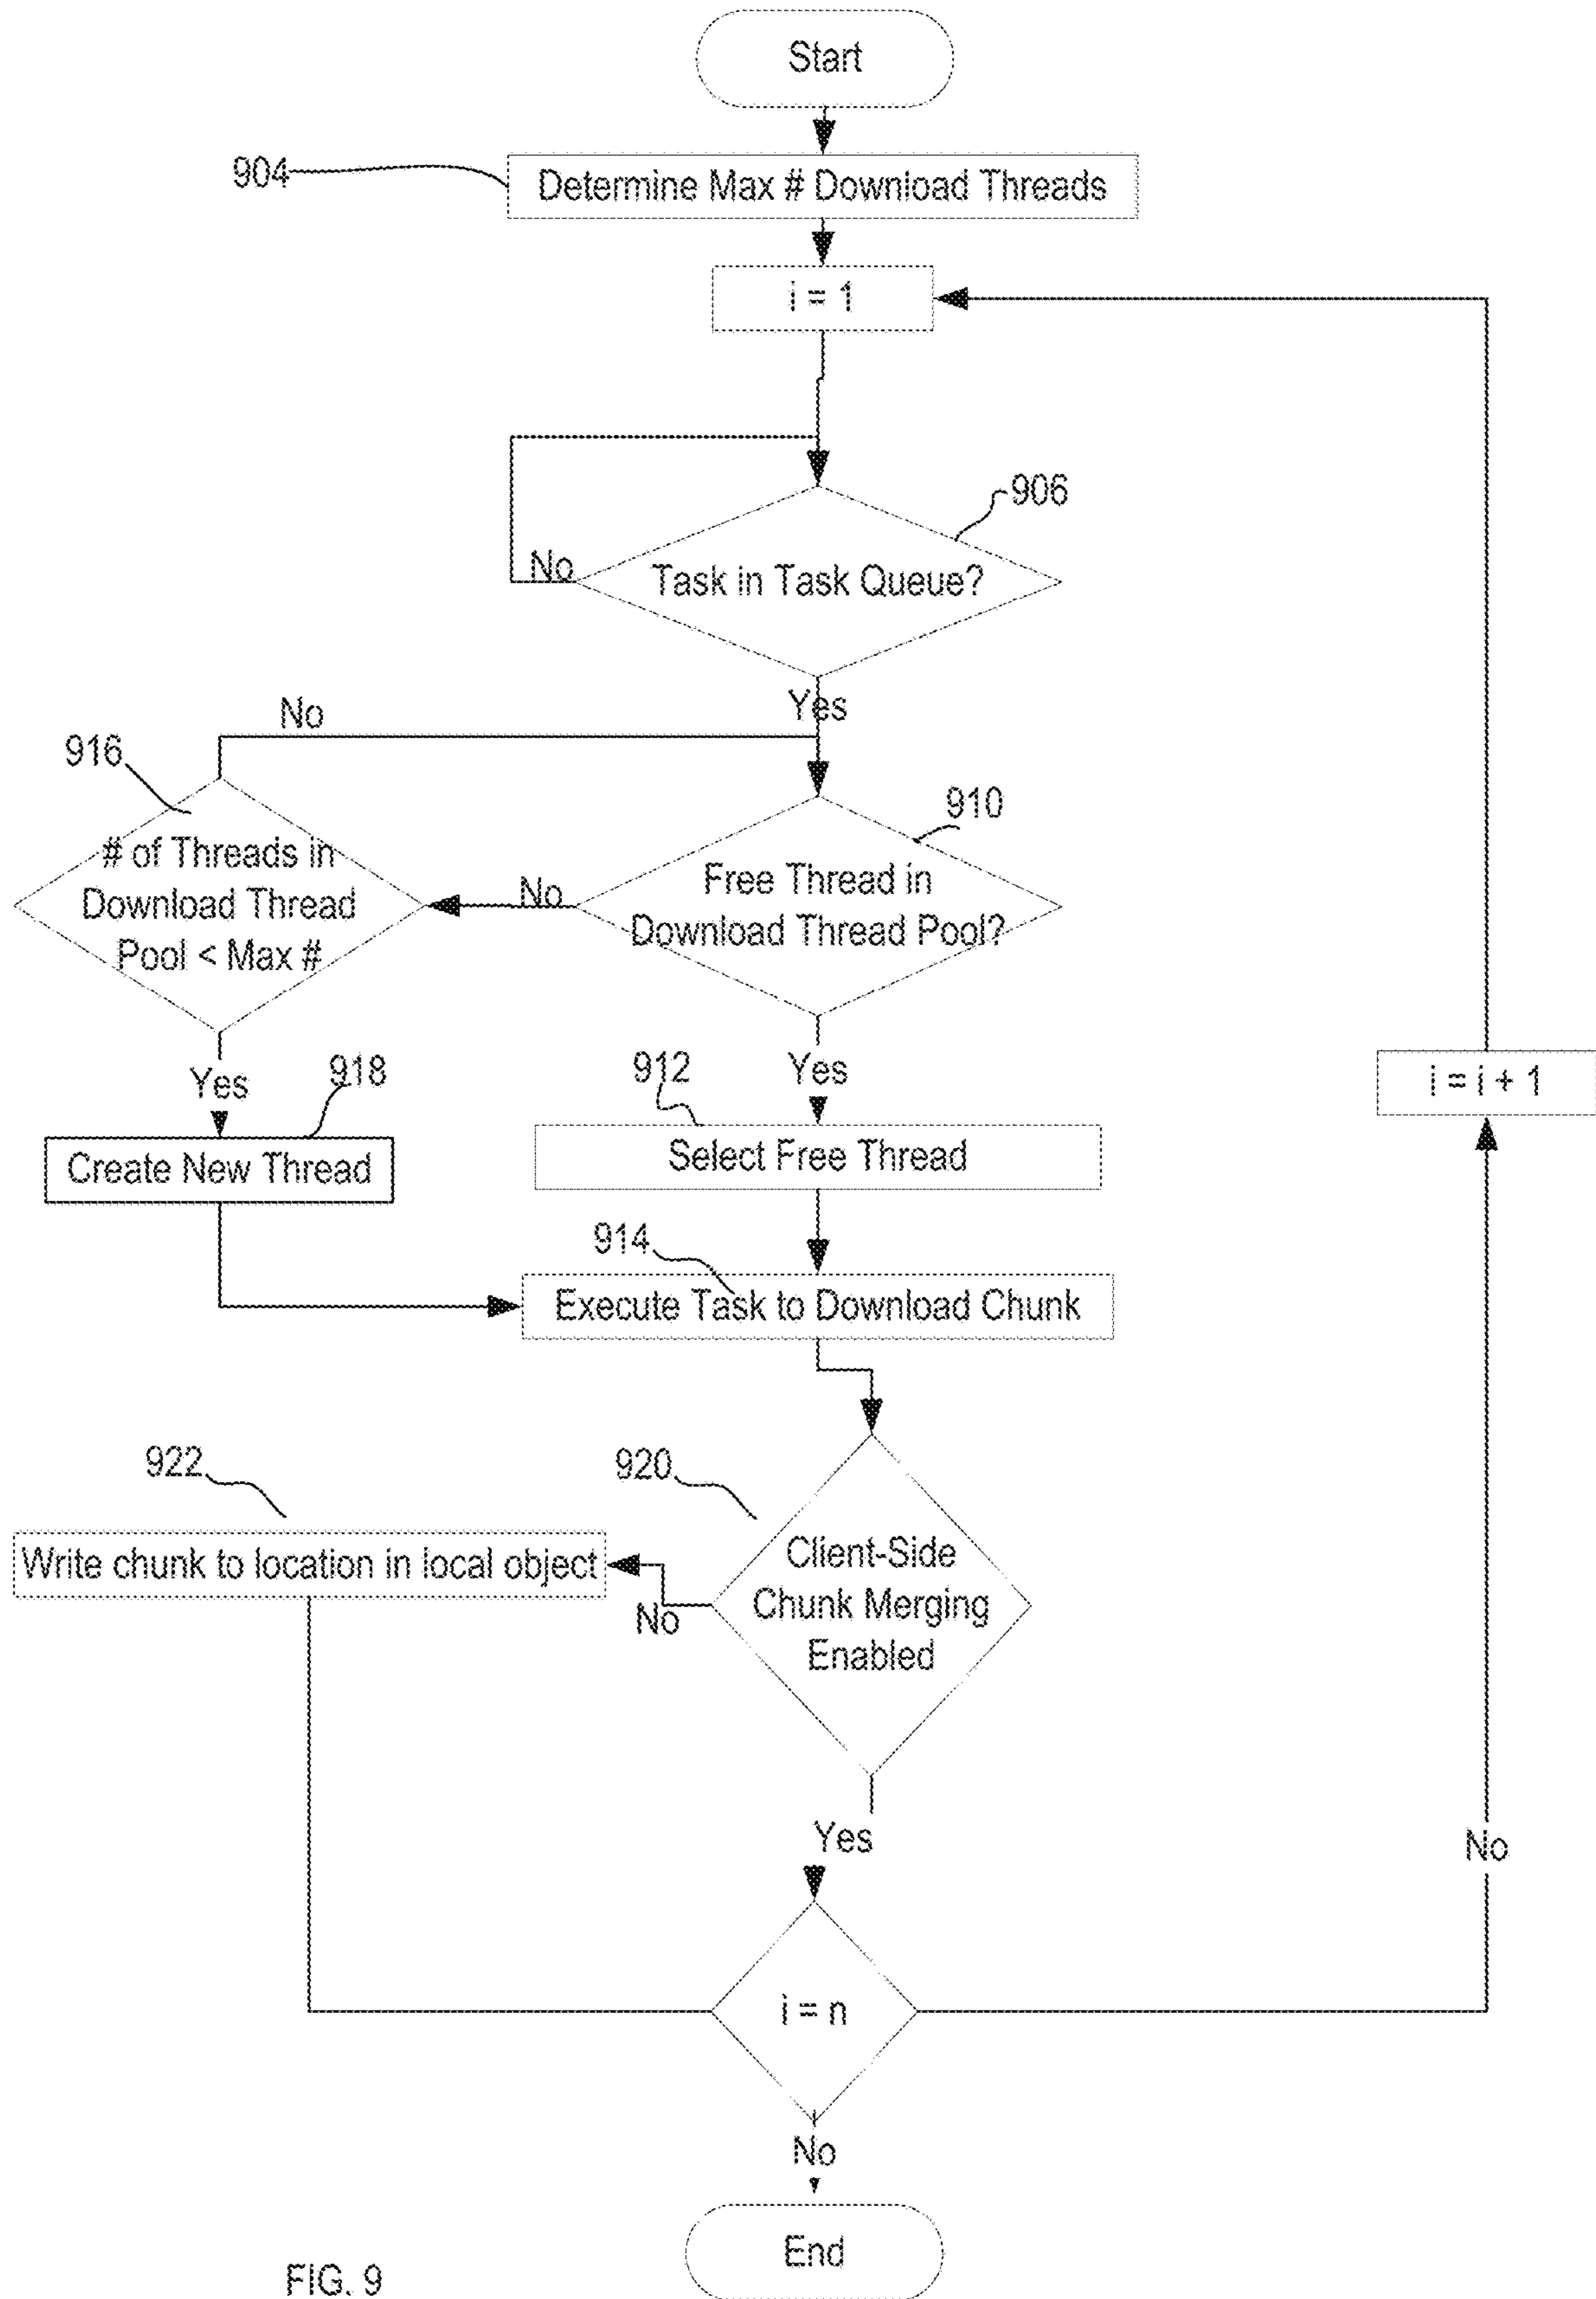 Start
904
Determine Max # Download Threads
i = 1
906
No
Task in Task Queue?
Yes
No
916
910
# of Threads in
Download Thread
Pool < Max #
No
Free Thread in
Download Thread Pool?
Yes
918
912
Yes
i = i + 1
Create New Thread
Select Free Thread
914
Execute Task to Download Chunk
922
920
Write chunk to location in local object
No
Client-Side
Chunk Merging
Enabled
Yes
No
i = n
No
End
FIG. 9